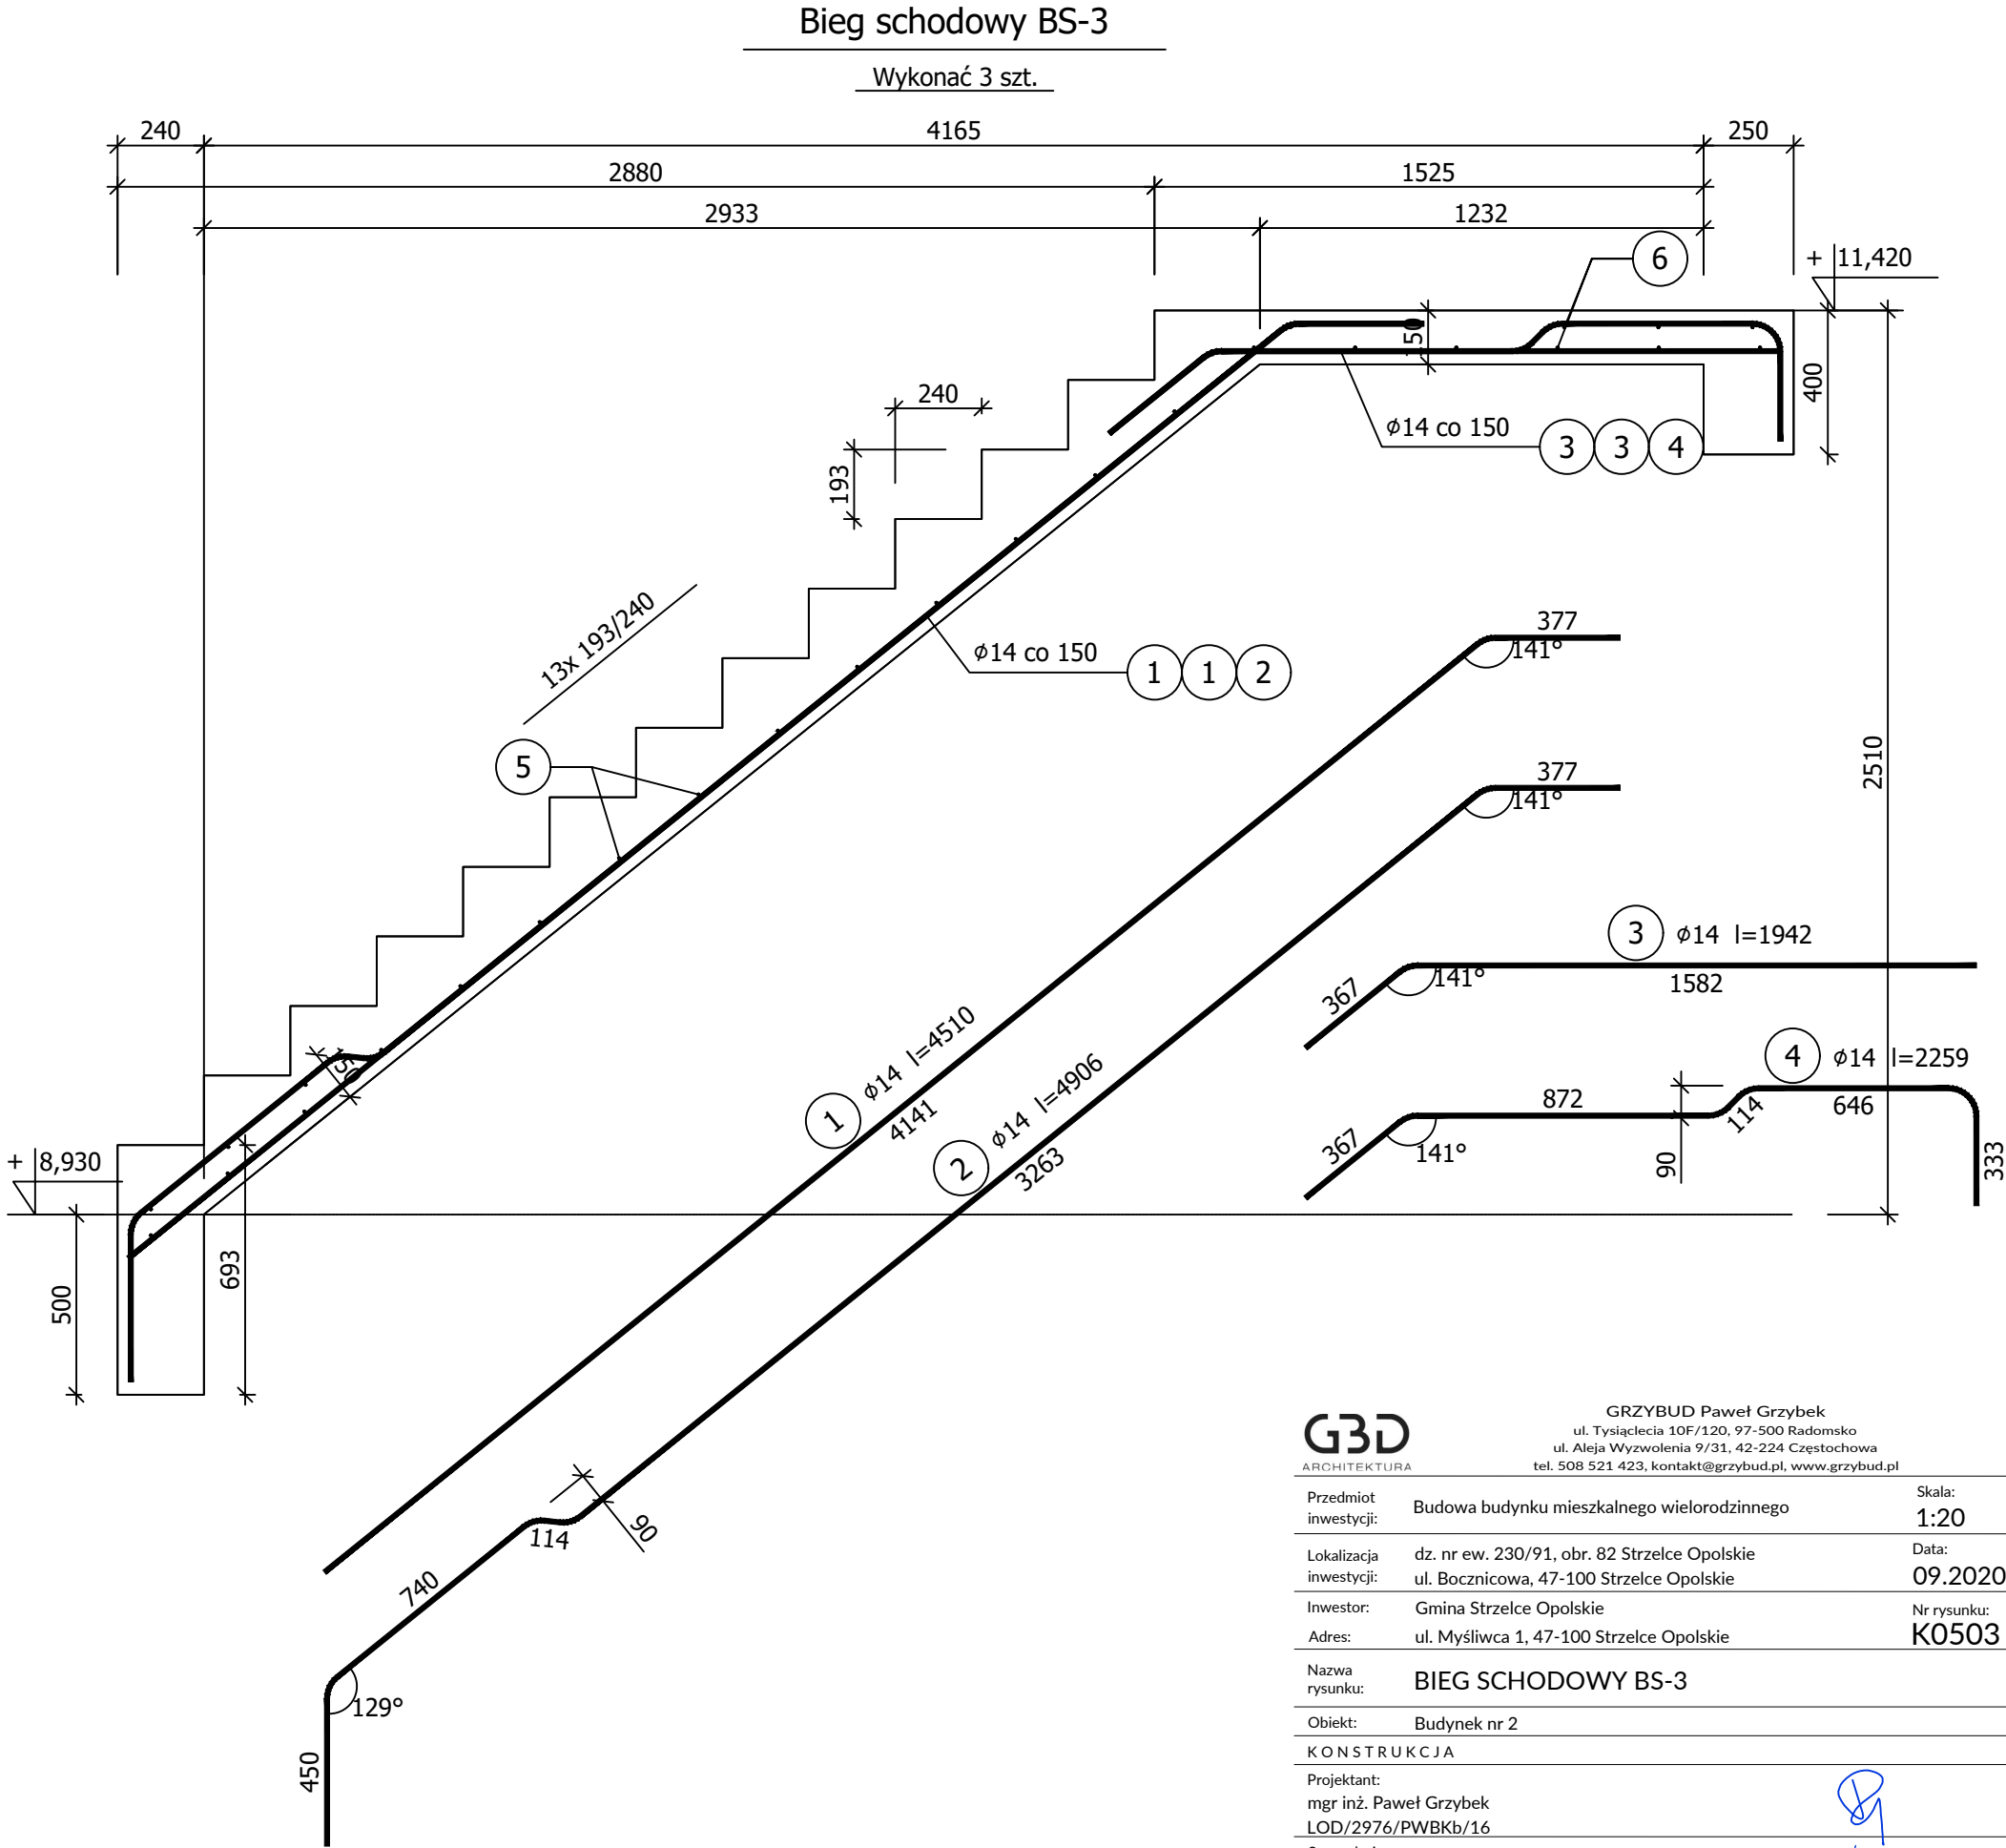 Bieg schodowy BS-3
Wykonać 3 szt.
240
4165
250
2880
1525
2933
1232
6
+ 11,420
150
400
240
193
ϕ14 co 150
3 3 4
13x 193/240
ϕ14 co 150
1 1 2
5
2510
377
141°
377
141°
3 ϕ14 l=1942
367
141°
1582
4 ϕ14 l=2259
367
141°
872
90
114
646
333
1 ϕ14 l=4510
4141
2 ϕ14 l=4906
3263
150
+ 8,930
500
693
114
90
740
129°
450
G3D
ARCHITEKTURA
GRZYBUD Paweł Grzybek
ul. Tysiąclecia 10F/120, 97-500 Radomsko
ul. Aleja Wyzwolenia 9/31, 42-224 Częstochowa
tel. 508 521 423, kontakt@grzybud.pl, www.grzybud.pl
Przedmiot inwestycji: Budowa budynku mieszkalnego wielorodzinnego
Skala: 1:20
Lokalizacja inwestycji: dz. nr ew. 230/91, obr. 82 Strzelce Opolskie
ul. Bocznicowa, 47-100 Strzelce Opolskie
Data: 09.2020
Inwestor: Gmina Strzelce Opolskie
Adres: ul. Myśliwca 1, 47-100 Strzelce Opolskie
Nr rysunku: K0503
Nazwa rysunku: BIEG SCHODOWY BS-3
Obiekt: Budynek nr 2
KONSTRUKCJA
Projektant:
mgr inż. Paweł Grzybek
LOD/2976/PWBKb/16